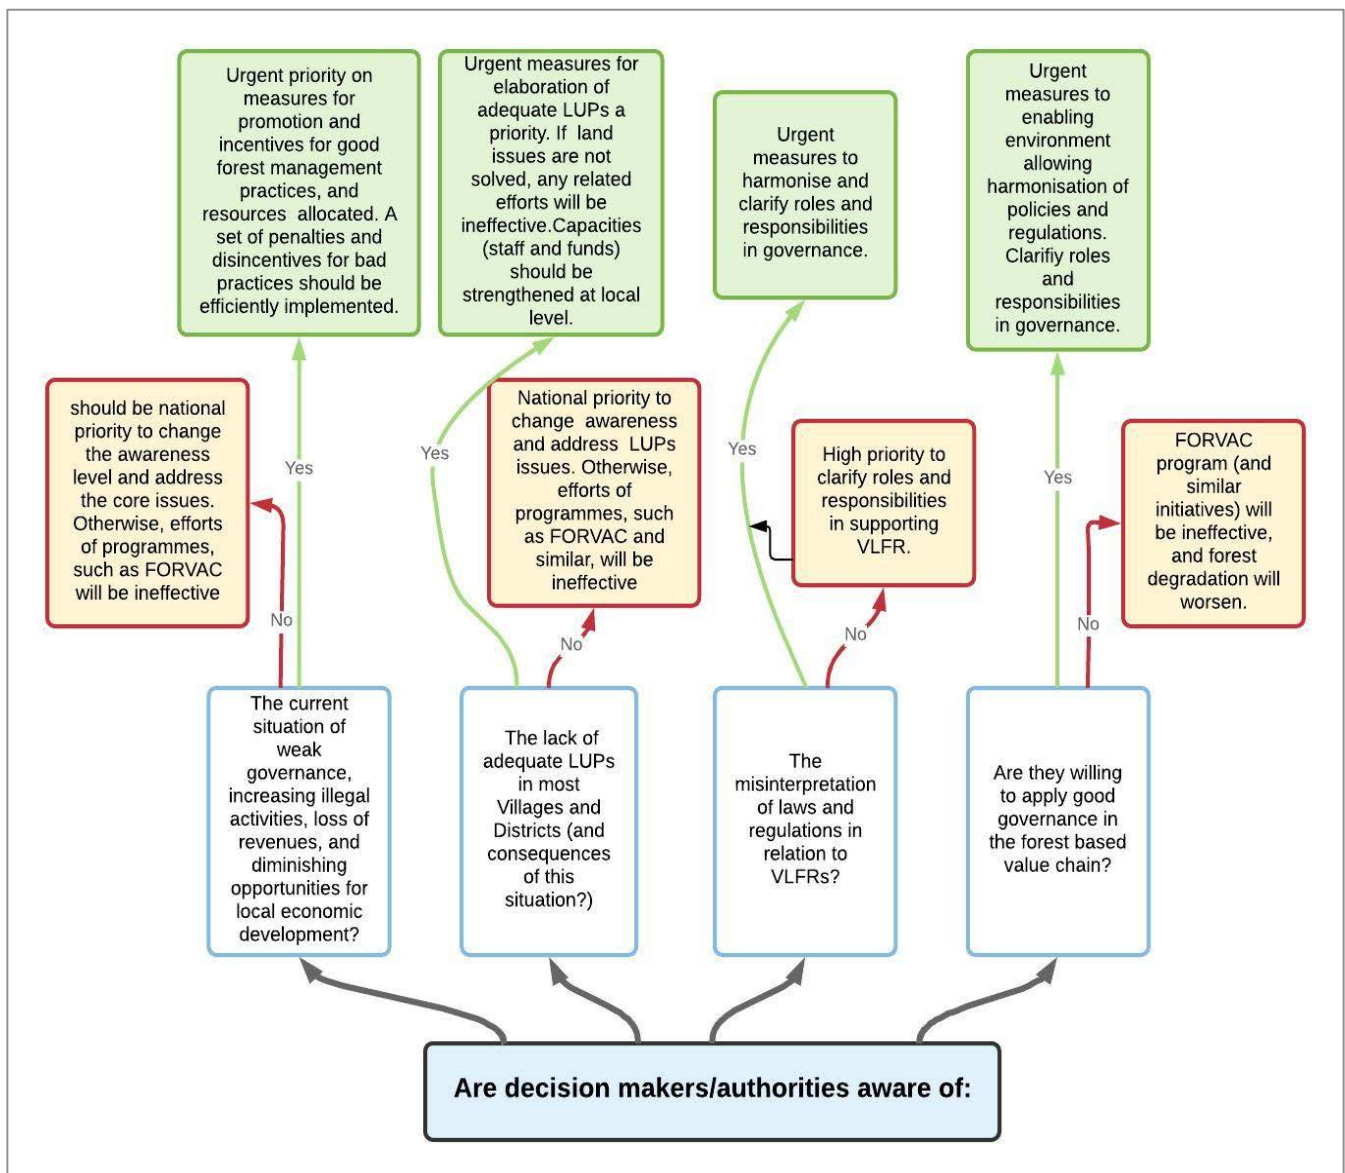 Urgent priority on
measures for
promotion and
incentives for good
forest management
practices, and
resources allocated. A
set of penalties and
disincentives for bad
practices should be
efficiently implemented.
Urgent measures for
elaboration of
adequate LUPs a
priority. If land
issues are not
solved, any related
efforts will be
ineffective.Capacities
(staff and funds)
should be
strengthened at local
level.
Urgent
measures to
harmonise and
clarify roles and
responsibilities
in governance.
Urgent
measures to
enabling
environment
allowing
harmonisation of
policies and
regulations.
Clarifiy roles
and
responsibilities
in governance.
should be national
priority to change
the awareness
level and address
the core issues.
Otherwise, efforts
of programmes,
such as FORVAC
will be ineffective
Yes
No
National priority to
change awareness
and address LUPs
issues. Otherwise,
efforts of
programmes, such
as FORVAC and
similar, will be
ineffective
Yes
No
High priority to
clarify roles and
responsibilities
in supporting
VLFR.
Yes
No
FORVAC
program (and
similar
initiatives) will
be ineffective,
and forest
degradation will
worsen.
Yes
No
The current
situation of
weak
governance,
increasing illegal
activities, loss of
revenues, and
diminishing
opportunities for
local economic
development?
The lack of
adequate LUPs
in most
Villages and
Districts (and
consequences
of this
situation?)
The
misinterpretation
of laws and
regulations in
relation to
VLFRs?
Are they willing
to apply good
governance in
the forest based
value chain?
Are decision makers/authorities aware of: